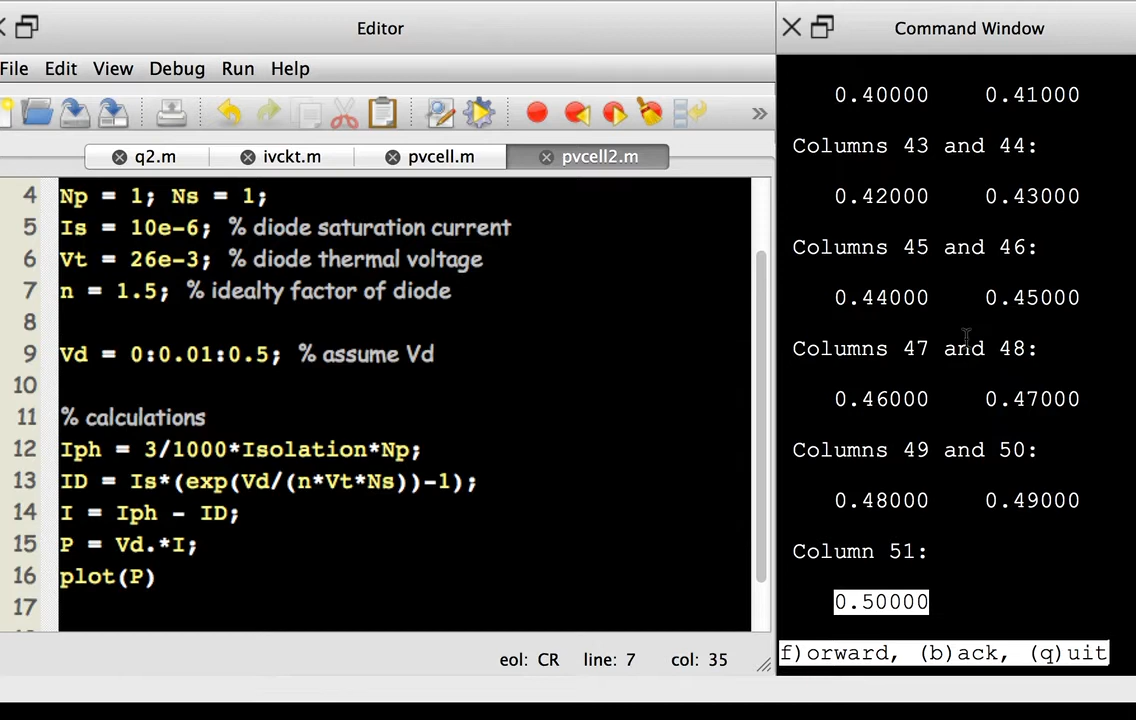 Editor
File Edit View Debug Run Help
q2.m ivckt.m pvcell.m pvcell2.m
4 Np = 1; Ns = 1;
5 Is = 10e-6; % diode saturation current
6 Vt = 26e-3; % diode thermal voltage
7 n = 1.5; % idealty factor of diode
8
9 Vd = 0:0.01:0.5; % assume Vd
10
11 % calculations
12 Iph = 3/1000*Isolation*Np;
13 ID = Is*(exp(Vd/(n*Vt*Ns))-1);
14 I = Iph - ID;
15 P = Vd.*I;
16 plot(P)
17
eol: CR line: 7 col: 35
Command Window
0.40000 0.41000
Columns 43 and 44:
0.42000 0.43000
Columns 45 and 46:
0.44000 0.45000
Columns 47 and 48:
0.46000 0.47000
Columns 49 and 50:
0.48000 0.49000
Column 51:
0.50000
f)orward, (b)ack, (q)uit